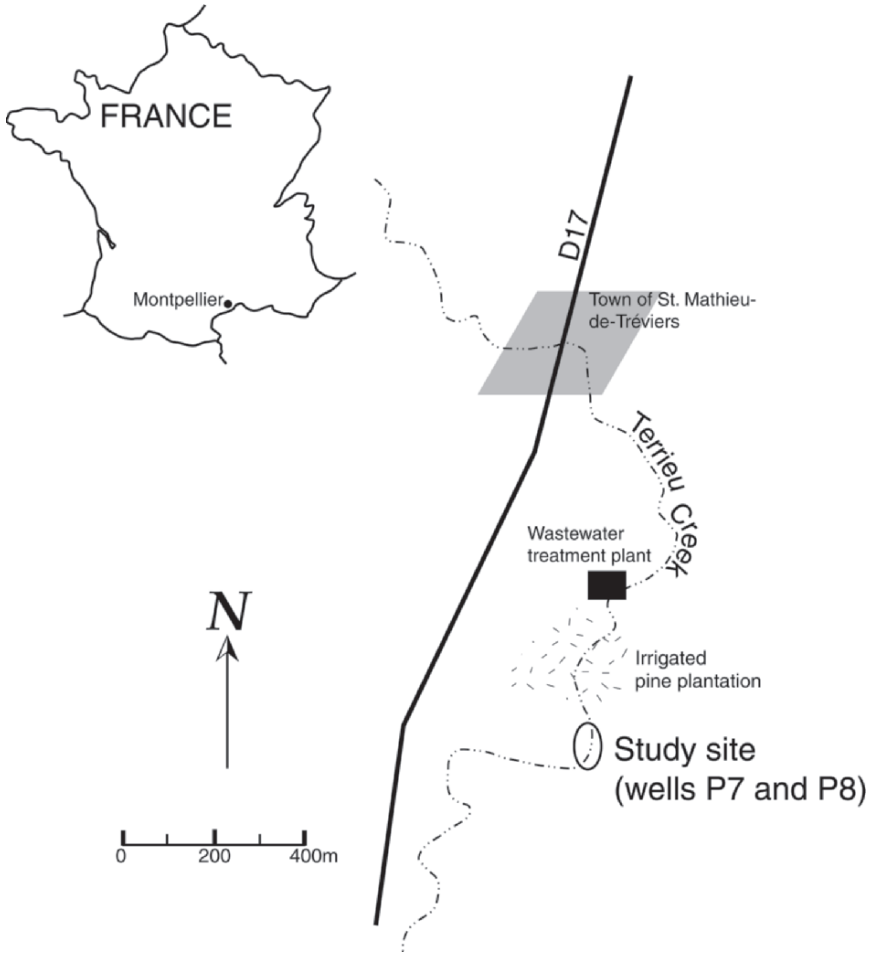 FRANCE
Montpellier
D17
Town of St. Mathieu-
de-Tréviers
Terrieu Creek
Wastewater
treatment plant
N
Irrigated
pine plantation
Study site
(wells P7 and P8)
0 200 400m